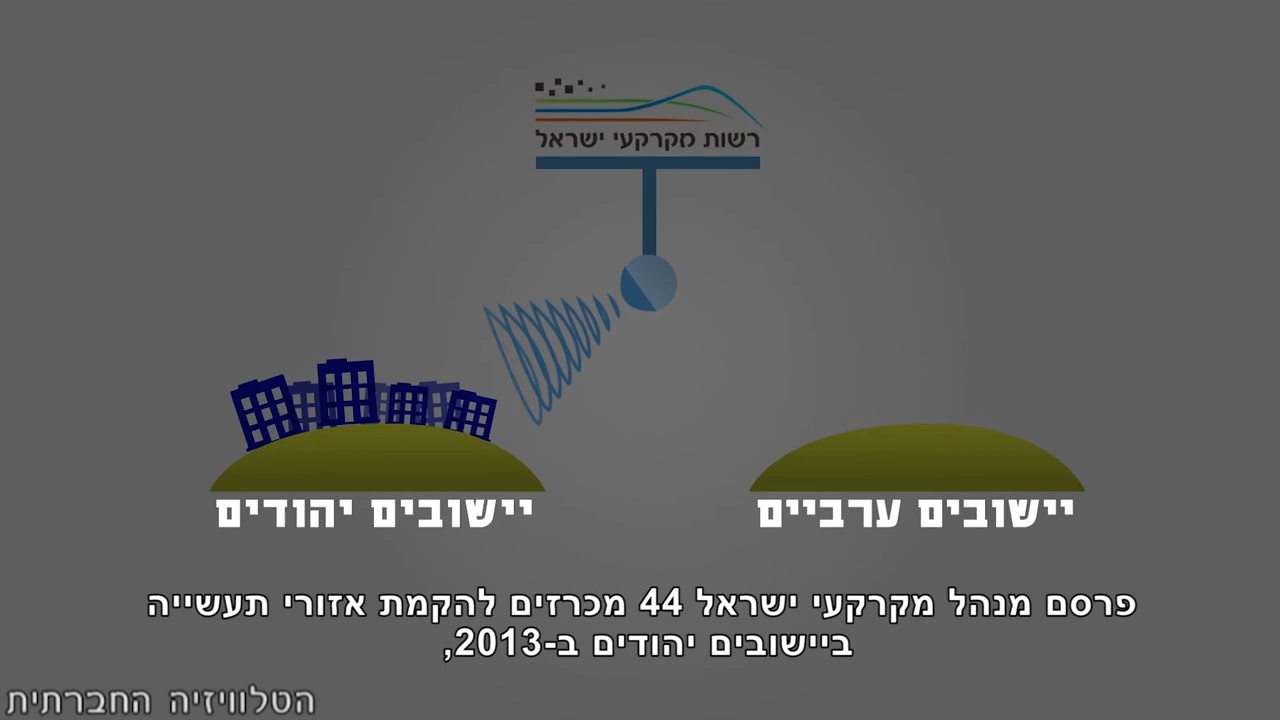 רשות מקרקעי ישראל
יישובים יהודים
יישובים ערביים
פרסם מנהל מקרקעי ישראל 44 מכרזים להקמת אזורי תעשייה
ביישובים יהודים ב-2013,
הטלוויזיה החברתית